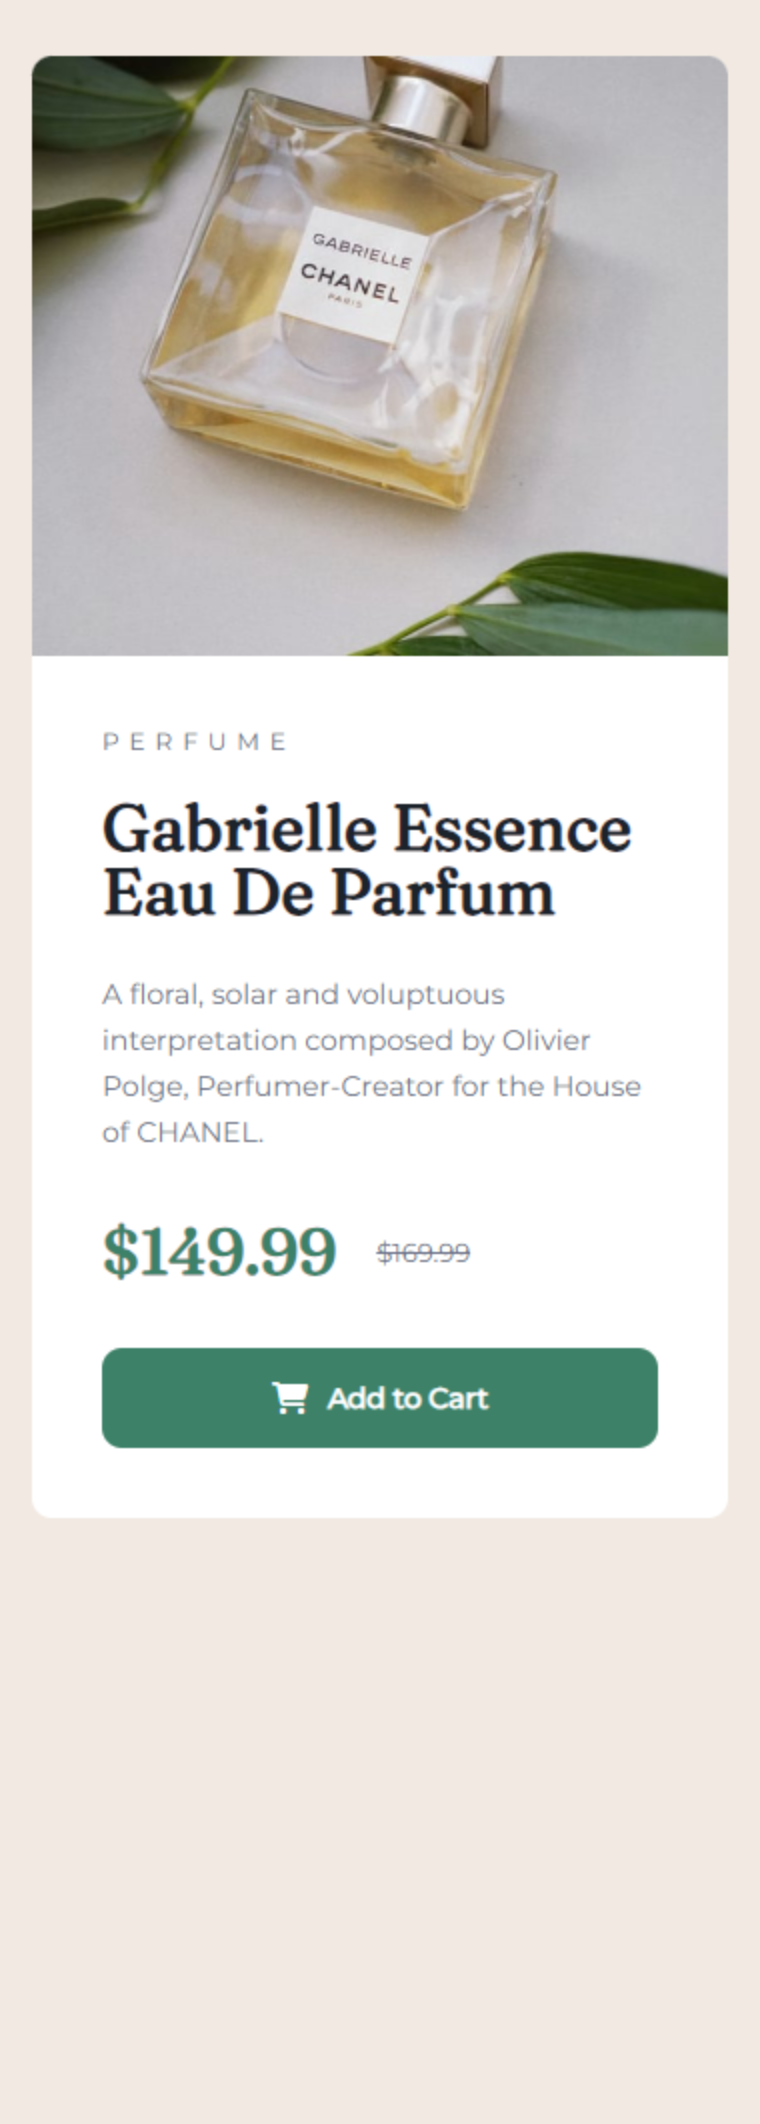 GABRIELLE
CHANEL
PARIS
PERFUME
Gabrielle Essence
Eau De Parfum
A floral, solar and voluptuous
interpretation composed by Olivier
Polge, Perfumer-Creator for the House
of CHANEL.
$149.99 $169.99
Add to Cart